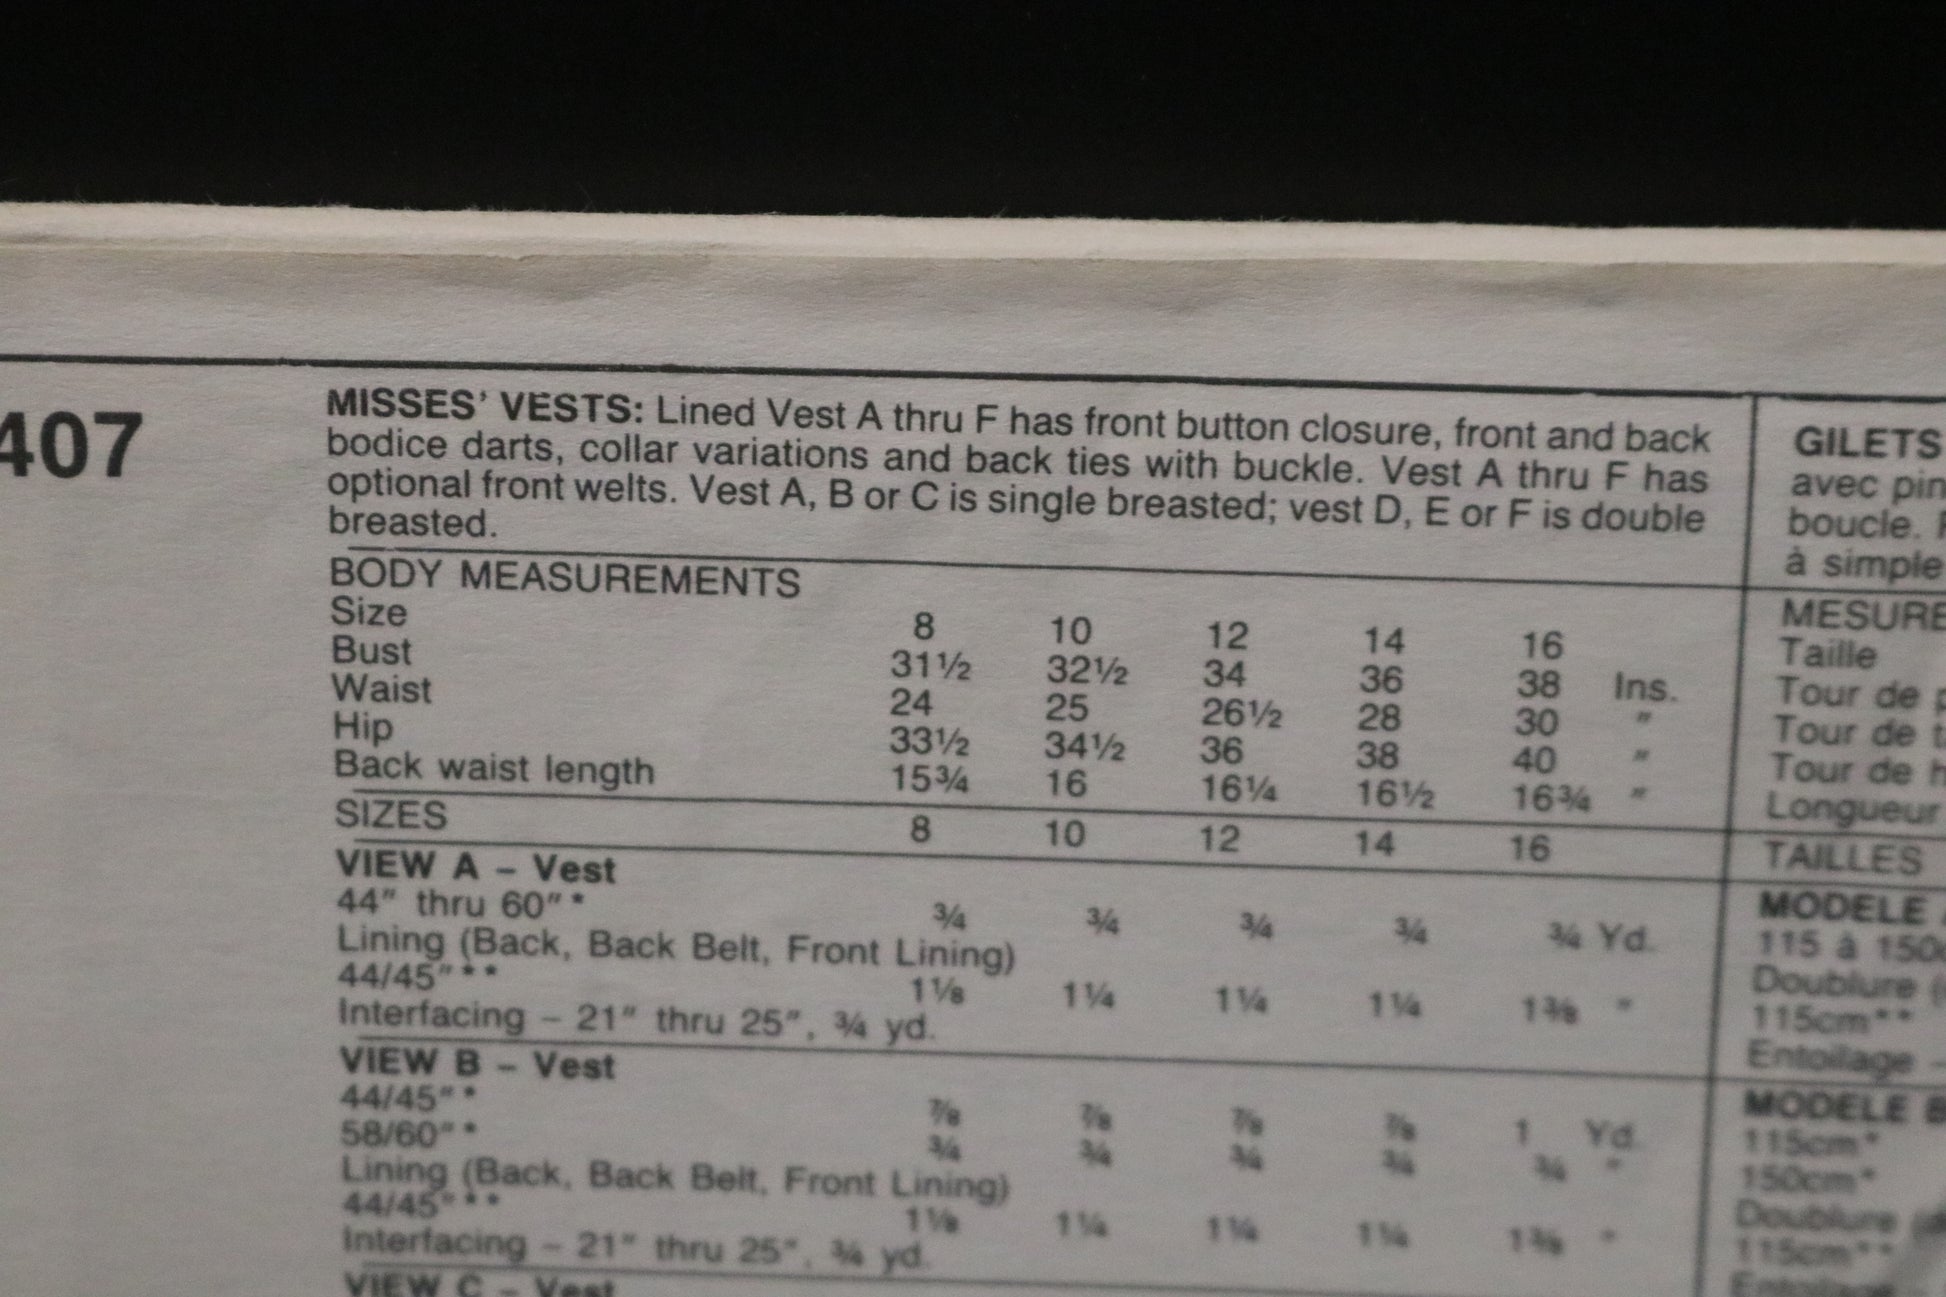 407
MISSES' VESTS: Lined Vest A thru F has front button closure, front and back
bodice darts, collar variations and back ties with buckle. Vest A thru F has
optional front welts. Vest A, B or C is single breasted; vest D, E or F is double
breasted.
BODY MEASUREMENTS
Size 8 10 12 14 16
Bust 31½ 32½ 34 36 38 Ins.
Waist 24 25 26½ 28 30 "
Hip 33½ 34½ 36 38 40 "
Back waist length 15¾ 16 16¼ 16½ 16¾ "
SIZES 8 10 12 14 16
VIEW A – Vest
44" thru 60"* ¾ ¾ ¾ ¾ ¾ Yd.
Lining (Back, Back Belt, Front Lining)
44/45"** 1⅛ 1¼ 1¼ 1¼ 1⅜ "
Interfacing – 21" thru 25", ¾ yd.
VIEW B – Vest
44/45"* ⅞ ⅞ ⅞ ⅞ 1 Yd.
58/60"* ¾ ¾ ¾ ¾ ¾ "
Lining (Back, Back Belt, Front Lining)
44/45"** 1⅛ 1¼ 1¼ 1¼ 1⅜ "
Interfacing – 21" thru 25", ¾ yd.
VIEW C – Vest
GILETS
avec pin
boucle.
à simple
MESURE
Taille
Tour de
Tour de
Tour de
Longueur
TAILLES
MODELE
115 à 150
Doublure
115cm**
Entoilage –
MODELE B
115cm*
150cm*
Doublure
115cm**
Entoilage